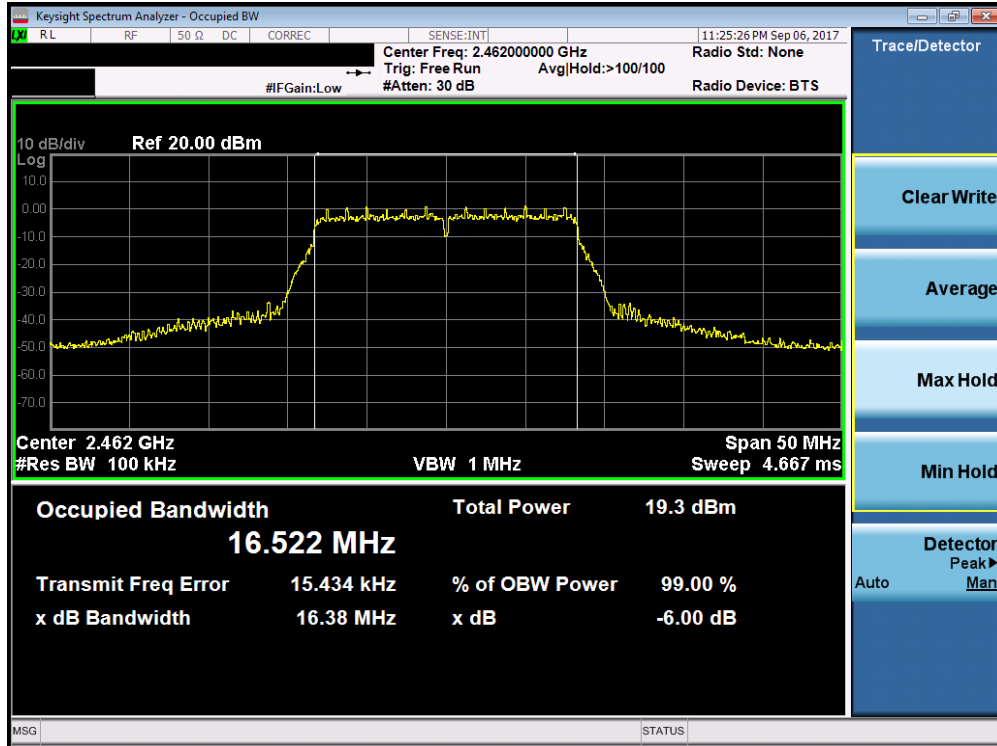 Keysight Spectrum Analyzer - Occupied BW
LXI RL RF 50 Ω DC CORREC SENSE:INT 11:25:26 PM Sep 06, 2017
Center Freq: 2.462000000 GHz Radio Std: None
Trig: Free Run Avg|Hold:>100/100
#IFGain:Low #Atten: 30 dB Radio Device: BTS
10 dB/div Ref 20.00 dBm
Log
10.0
0.00
-10.0
-20.0
-30.0
-40.0
-50.0
-60.0
-70.0
Center 2.462 GHz Span 50 MHz
#Res BW 100 kHz VBW 1 MHz Sweep 4.667 ms
Occupied Bandwidth Total Power 19.3 dBm
16.522 MHz
Transmit Freq Error 15.434 kHz % of OBW Power 99.00 %
x dB Bandwidth 16.38 MHz x dB -6.00 dB
Trace/Detector
Clear Write
Average
Max Hold
Min Hold
Detector
Peak▶
Auto Man
MSG STATUS